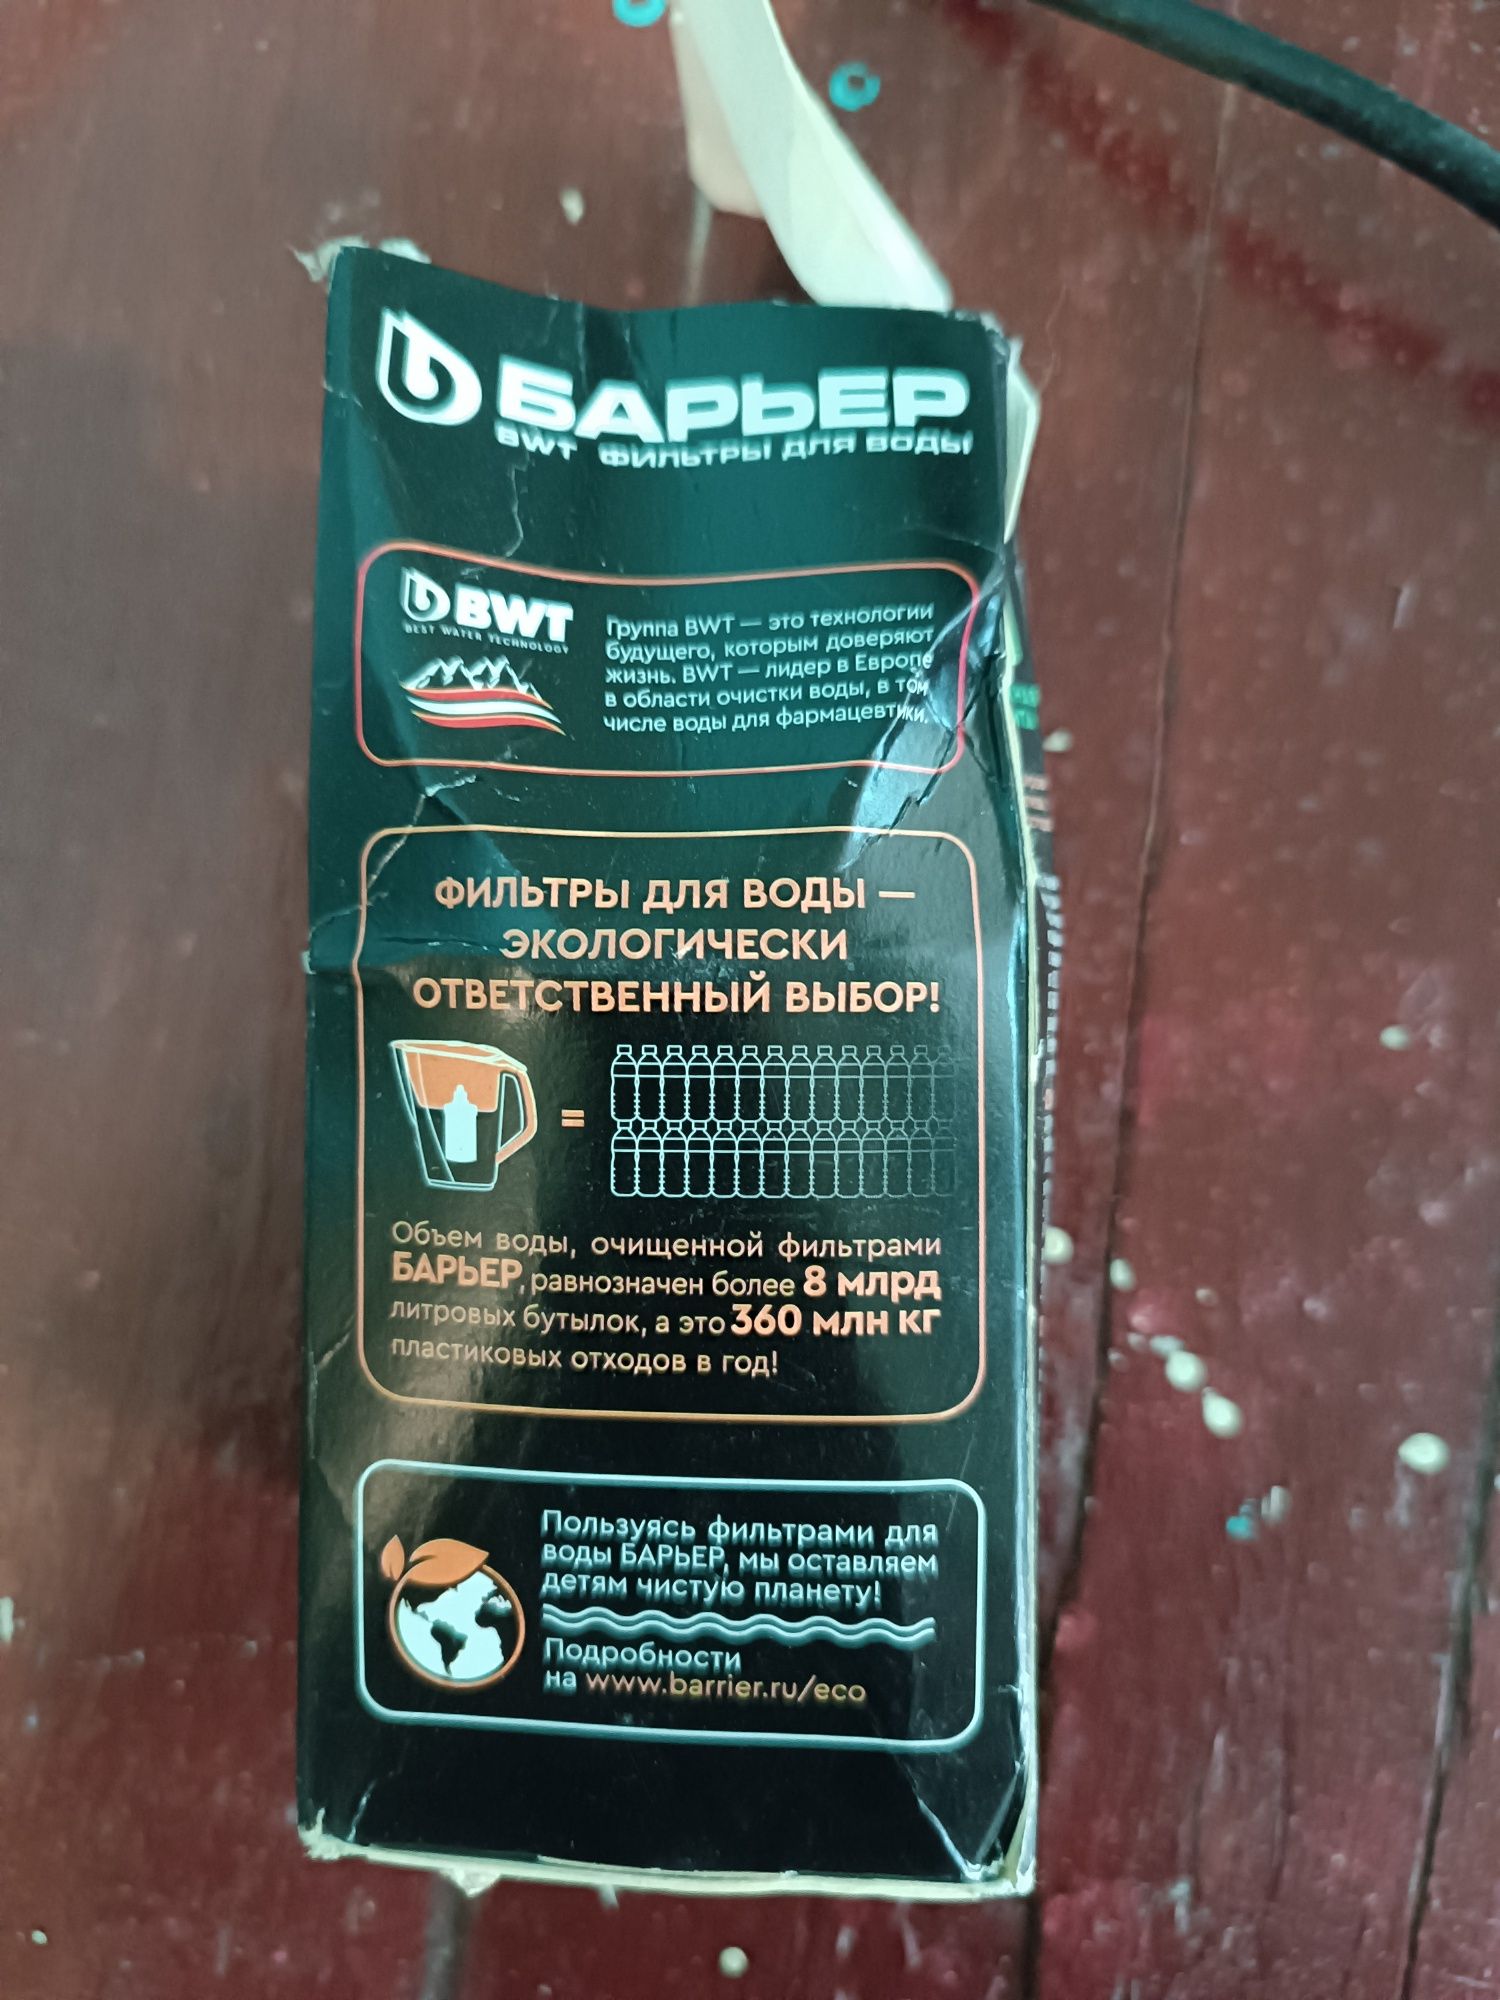 БАРЬЕР
BWT ФИЛЬТРЫ ДЛЯ ВОДЫ
BWT
BEST WATER TECHNOLOGY
Группа BWT — это технологии
будущего, которым доверяют
жизнь. BWT — лидер в Европе
в области очистки воды, в том
числе воды для фармацевтики.
ФИЛЬТРЫ ДЛЯ ВОДЫ —
ЭКОЛОГИЧЕСКИ
ОТВЕТСТВЕННЫЙ ВЫБОР!
=
Объем воды, очищенной фильтрами
БАРЬЕР, равнозначен более 8 млрд
литровых бутылок, а это 360 млн кг
пластиковых отходов в год!
Пользуясь фильтрами для
воды БАРЬЕР, мы оставляем
детям чистую планету!
Подробности
на www.barrier.ru/eco